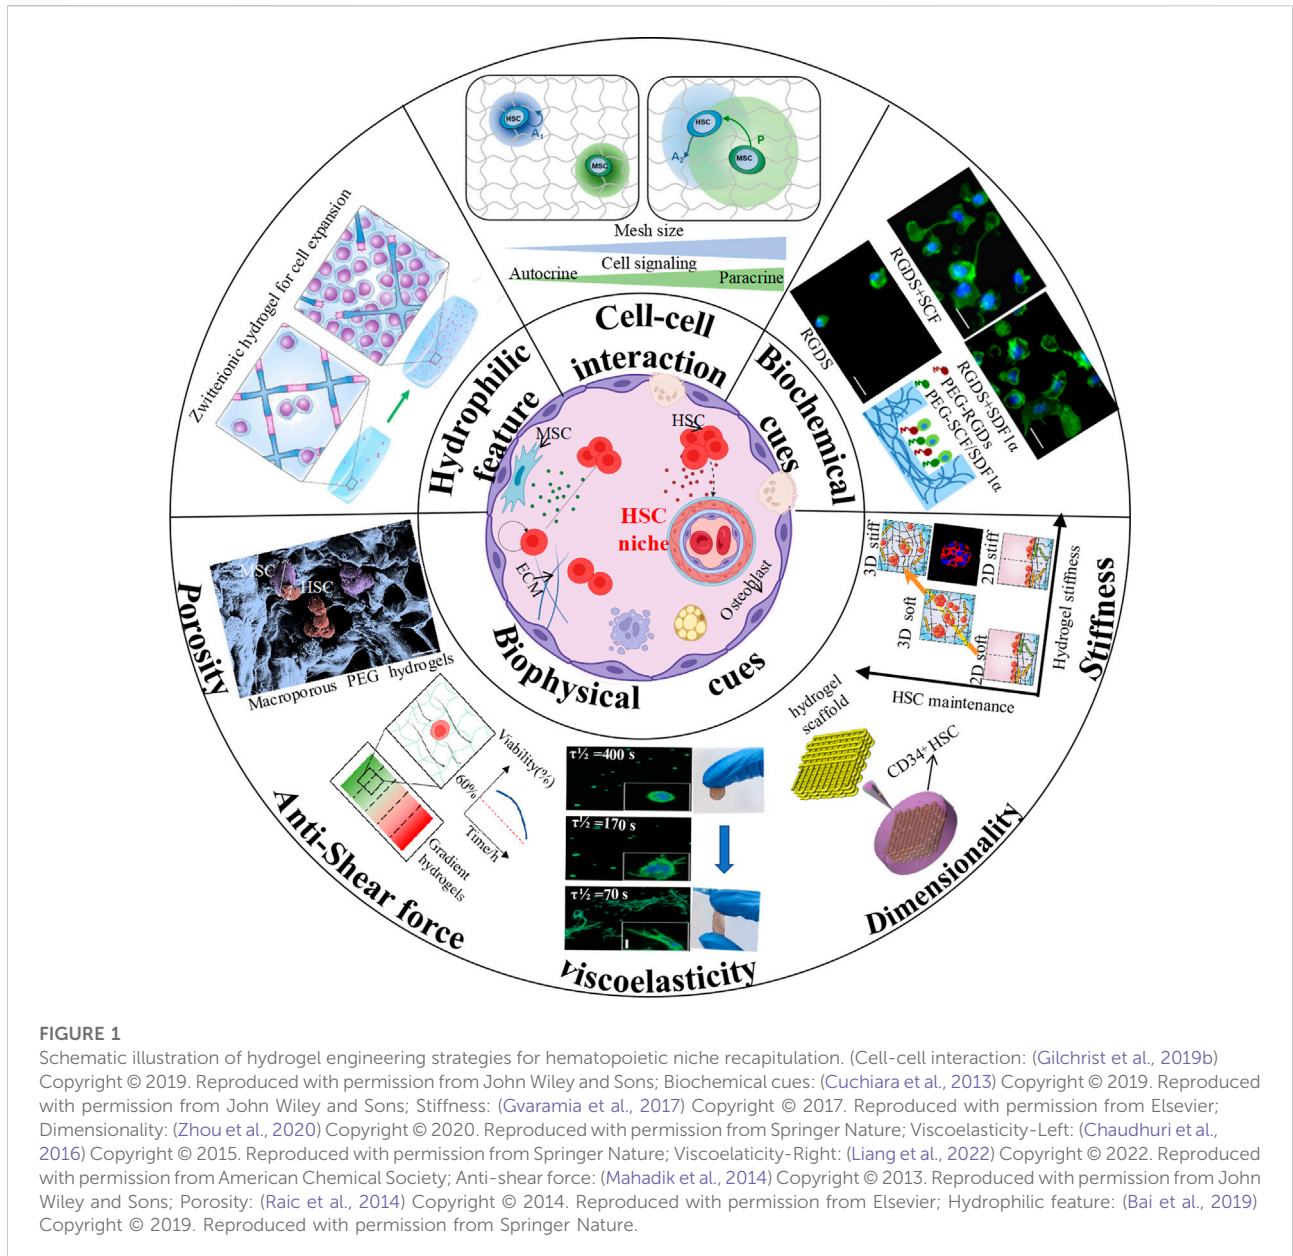 HSC
A₁
MSC
HSC
A₂
P
MSC
Mesh size
Cell signaling
Autocrine
Paracrine
Cell-cell
interaction
Biochemical
cues
RGDS
RGDS+SCF
RGDS+SDF1α
PEG-RGDs
PEG-SCF/SDF1α
Zwitterionic hydrogel for cell expansion
Hydrophilic
feature
MSC
HSC
HSC
niche
ECM
Osteoblast
Biophysical
cues
3D stiff
2D stiff
3D soft
2D soft
Hydrogel stiffness
HSC maintenance
Stiffness
Porosity
MSC
HSC
Macroporous PEG hydrogels
hydrogel
scaffold
CD34+ HSC
Dimensionality
Viability(%)
60%
Time/h
Gradient
hydrogels
Anti-Shear force
τ½ =400 s
τ½ =170 s
τ½ =70 s
viscoelasticity
FIGURE 1
Schematic illustration of hydrogel engineering strategies for hematopoietic niche recapitulation. (Cell-cell interaction: (Gilchrist et al., 2019b)
Copyright © 2019. Reproduced with permission from John Wiley and Sons; Biochemical cues: (Cuchiara et al., 2013) Copyright © 2019. Reproduced
with permission from John Wiley and Sons; Stiffness: (Gvaramia et al., 2017) Copyright © 2017. Reproduced with permission from Elsevier;
Dimensionality: (Zhou et al., 2020) Copyright © 2020. Reproduced with permission from Springer Nature; Viscoelasticity-Left: (Chaudhuri et al.,
2016) Copyright © 2015. Reproduced with permission from Springer Nature; Viscoelaticity-Right: (Liang et al., 2022) Copyright © 2022. Reproduced
with permission from American Chemical Society; Anti-shear force: (Mahadik et al., 2014) Copyright © 2013. Reproduced with permission from John
Wiley and Sons; Porosity: (Raic et al., 2014) Copyright © 2014. Reproduced with permission from Elsevier; Hydrophilic feature: (Bai et al., 2019)
Copyright © 2019. Reproduced with permission from Springer Nature.